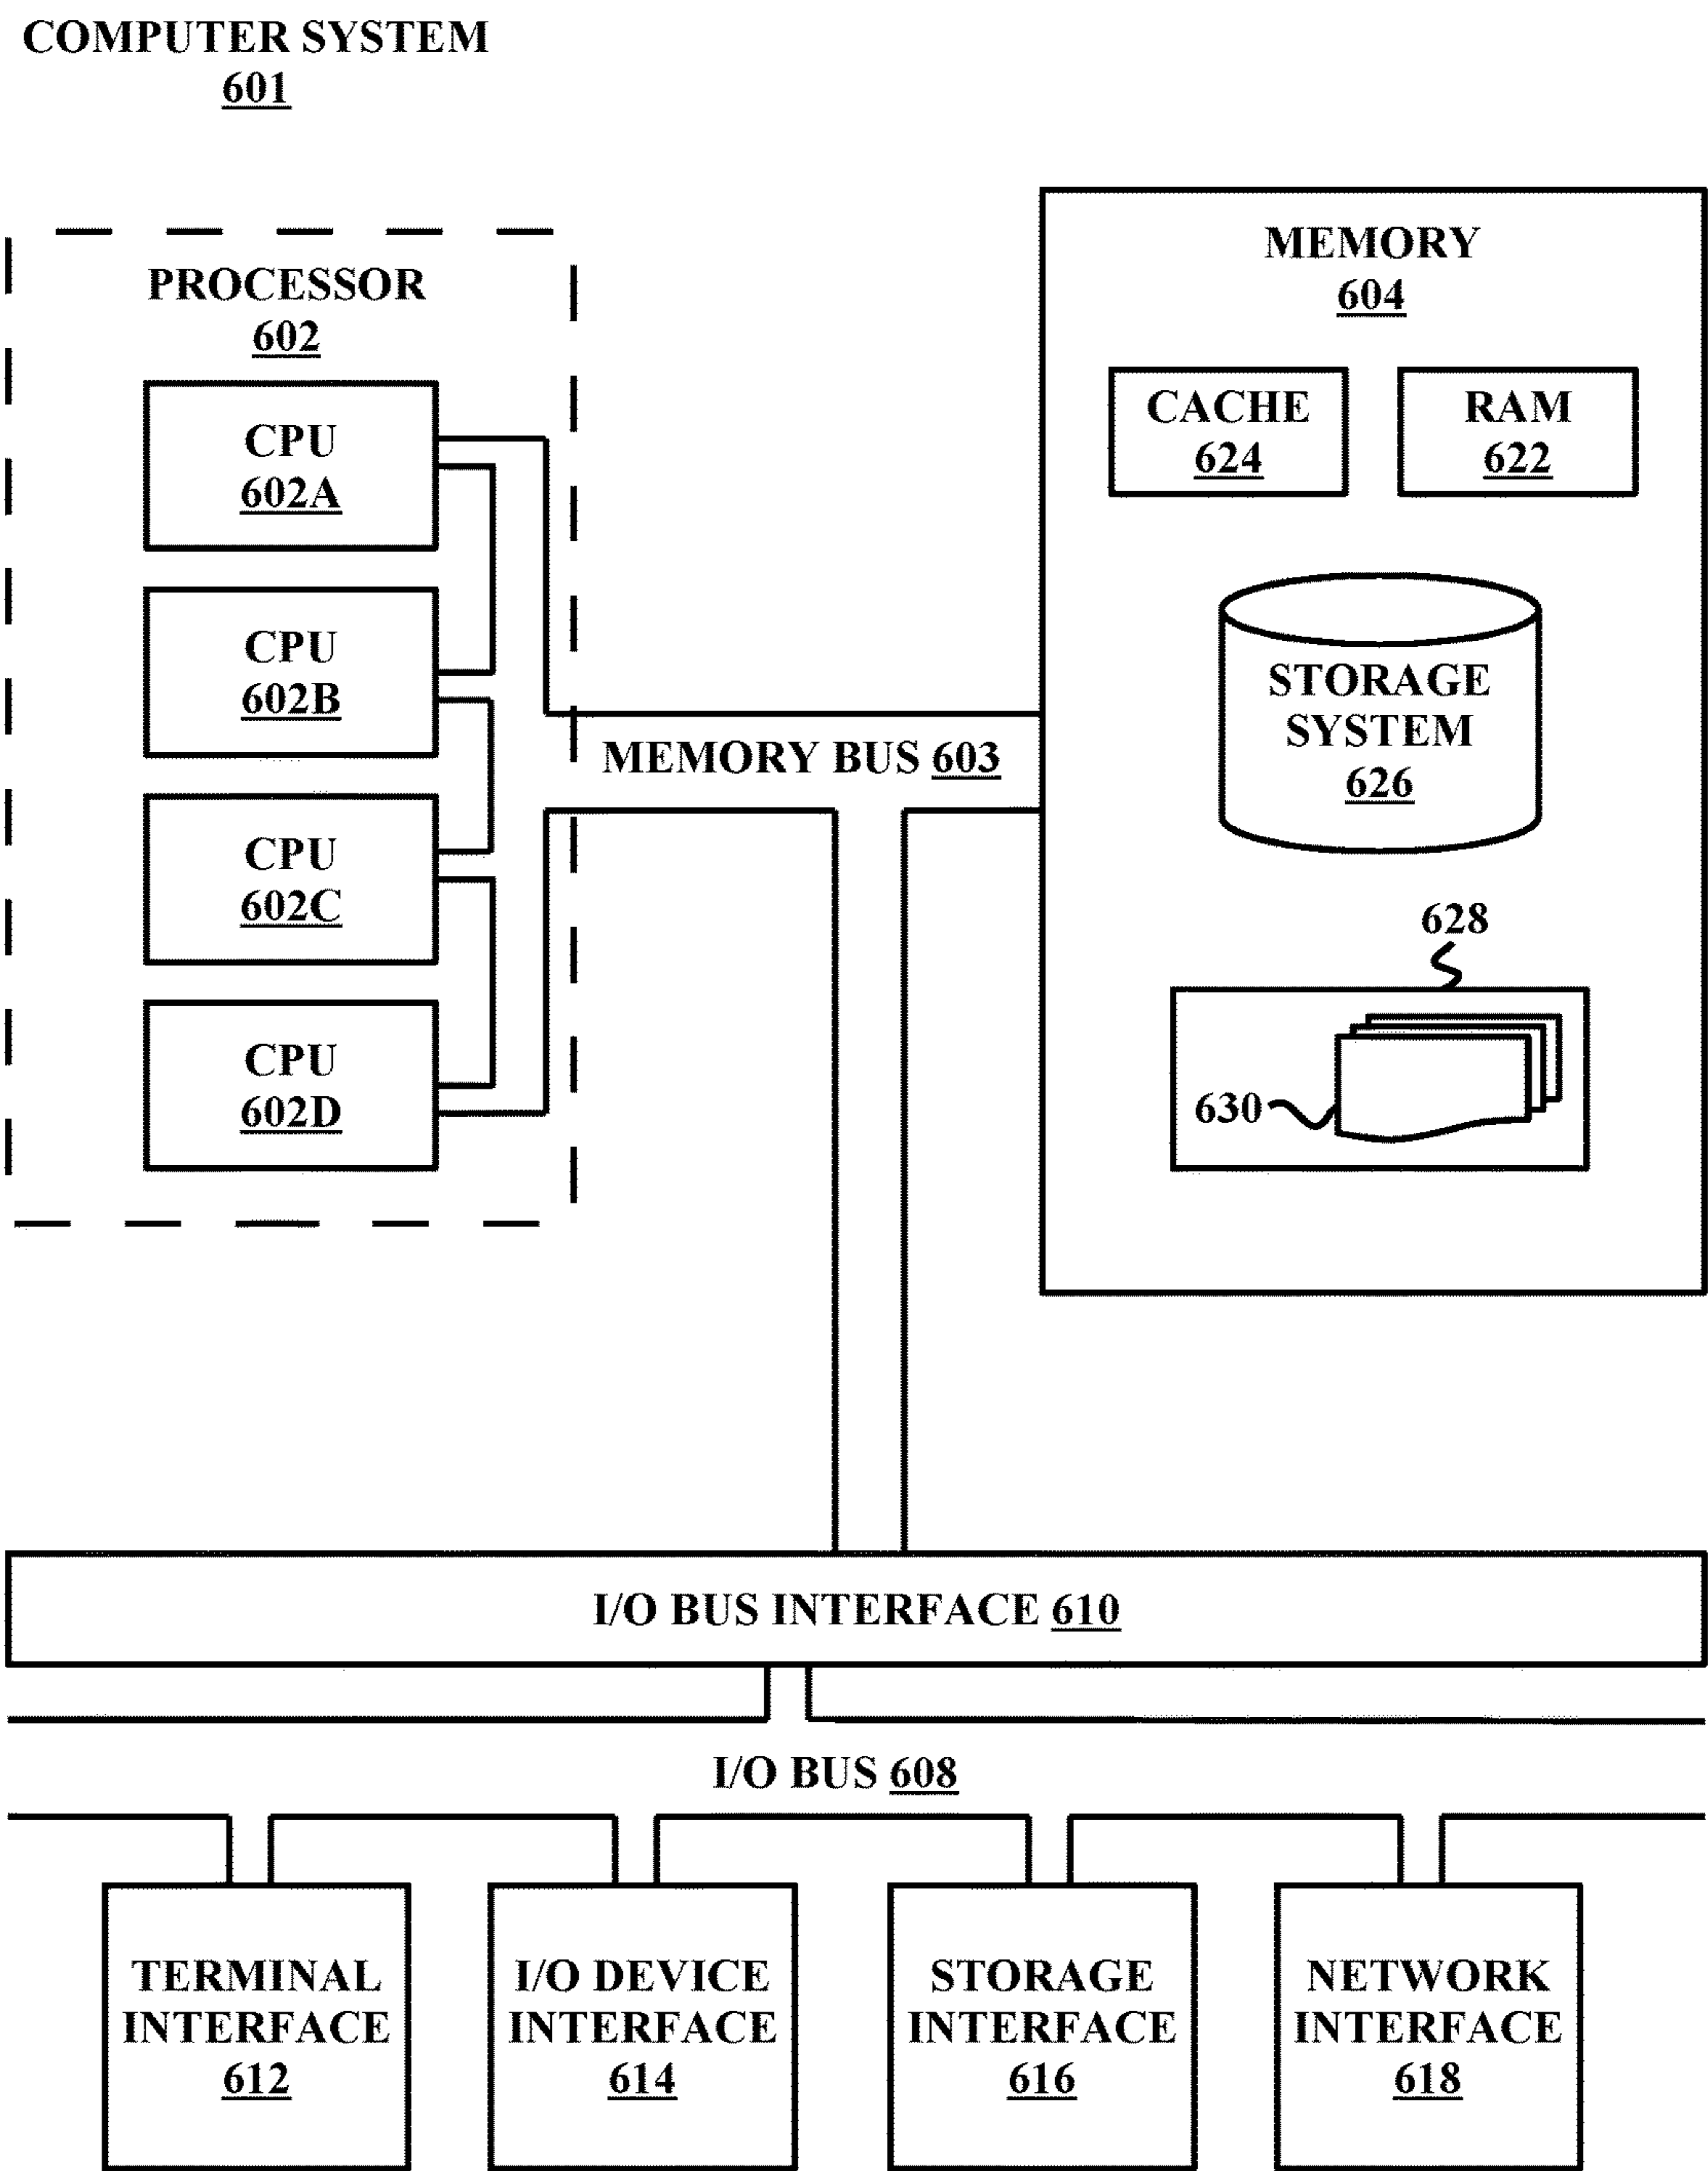 COMPUTER SYSTEM
601
PROCESSOR
602
CPU
602A
CPU
602B
CPU
602C
CPU
602D
MEMORY BUS 603
MEMORY
604
CACHE
624
RAM
622
STORAGE
SYSTEM
626
628
630
I/O BUS INTERFACE 610
I/O BUS 608
TERMINAL
INTERFACE
612
I/O DEVICE
INTERFACE
614
STORAGE
INTERFACE
616
NETWORK
INTERFACE
618